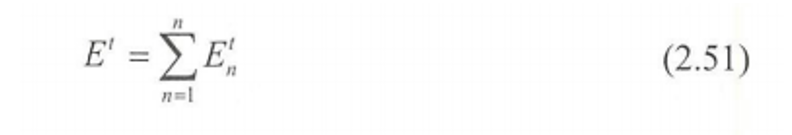 E^t = \sum_{n=1}^{n} E_n^t (2.51)